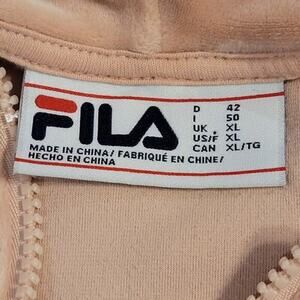 FILA
D 42
I 50
UK XL
US/F XL
CAN XL/TG
MADE IN CHINA/ FABRIQUÉ EN CHINE/
HECHO EN CHINA